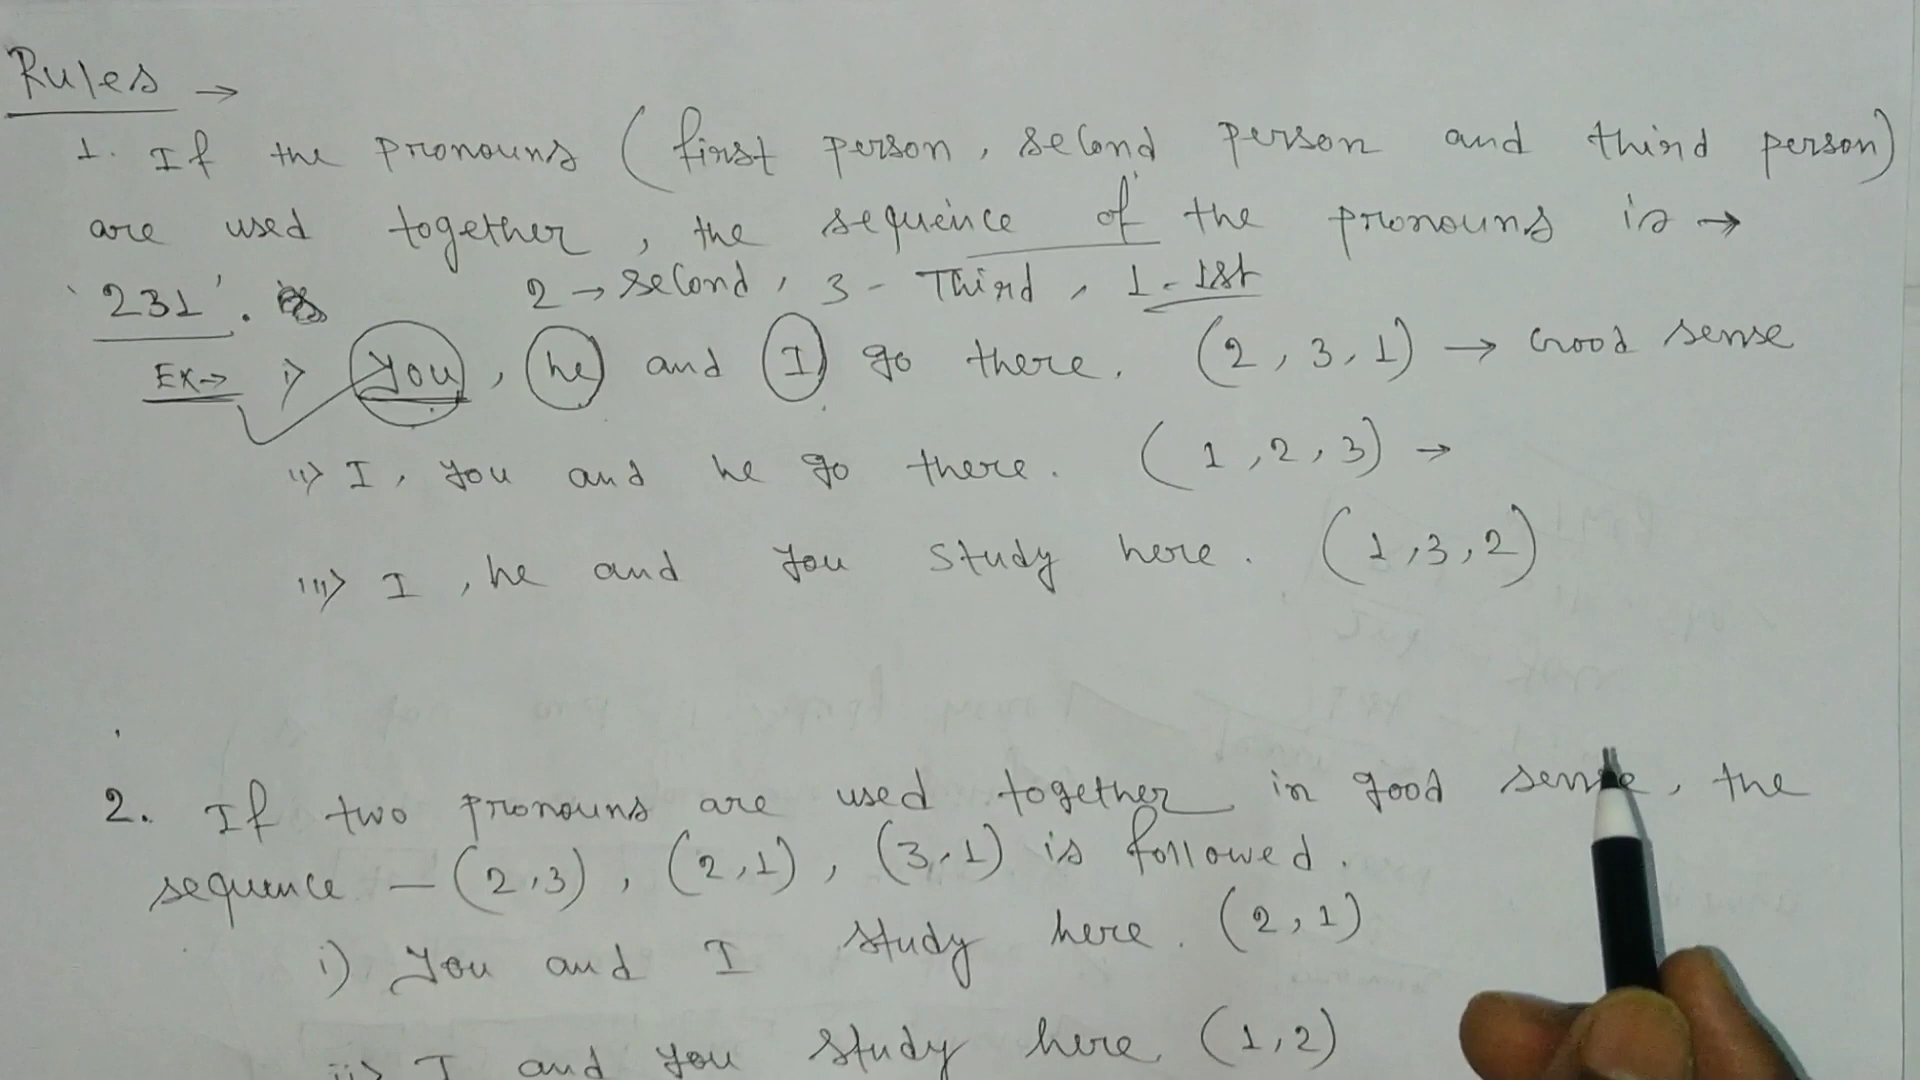 Rules →
1. If the pronouns (first person, second person and third person)
are used together, the sequence of the pronouns is →
'231'. 2 → second, 3 - Third, 1 - 1st
Ex→ i) You, he and I go there. (2, 3, 1) → Good sense
ii) I, you and he go there. (1, 2, 3) →
iii) I, he and you study here. (1, 3, 2)
2. If two pronouns are used together in good sense, the
sequence — (2,3), (2,1), (3,1) is followed.
i) You and I study here. (2,1)
ii) I and you study here. (1,2)